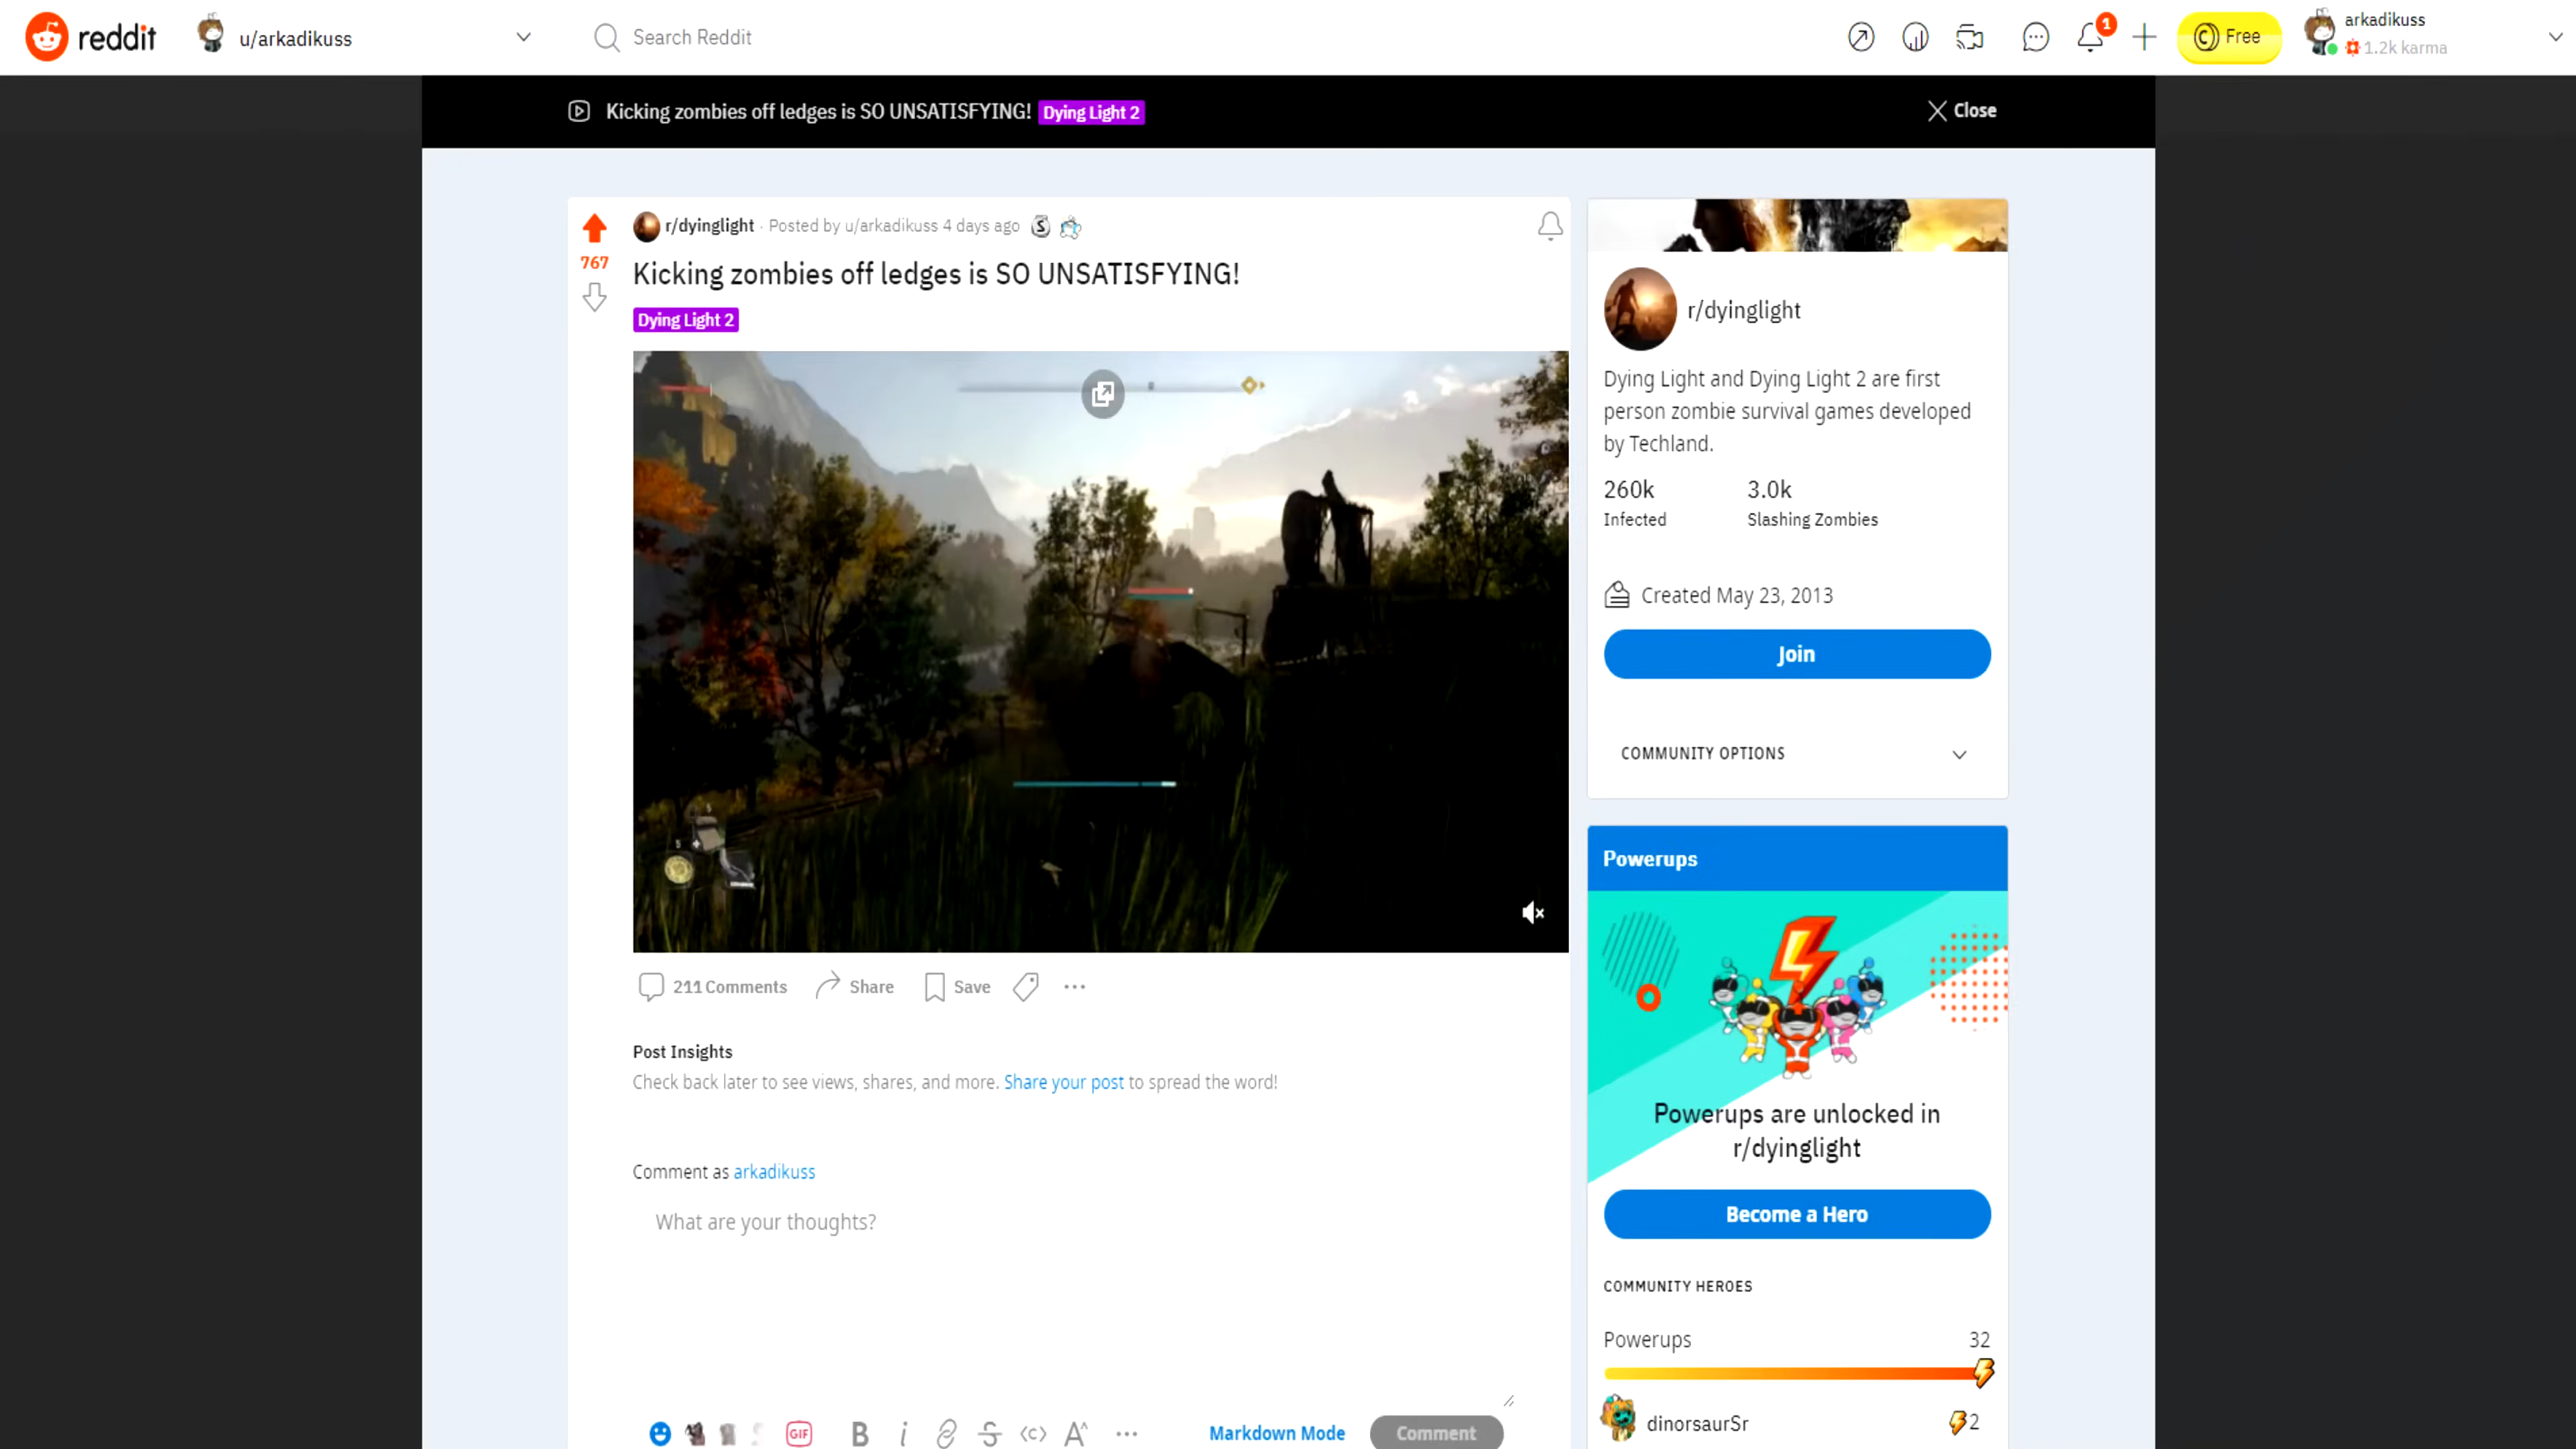 reddit
u/arkadikuss
Search Reddit
1
Free
arkadikuss
1.2k karma
Kicking zombies off ledges is SO UNSATISFYING! Dying Light 2
Close
r/dyinglight · Posted by u/arkadikuss 4 days ago
S
767
Kicking zombies off ledges is SO UNSATISFYING!
Dying Light 2
5
5
211 Comments
Share
Save
Post Insights
Check back later to see views, shares, and more. Share your post to spread the word!
Comment as arkadikuss
What are your thoughts?
GIF
B
i
S
<c>
A^
Markdown Mode
Comment
r/dyinglight
Dying Light and Dying Light 2 are first
person zombie survival games developed
by Techland.
260k
3.0k
Infected
Slashing Zombies
Created May 23, 2013
Join
COMMUNITY OPTIONS
Powerups
Powerups are unlocked in
r/dyinglight
Become a Hero
COMMUNITY HEROES
Powerups
32
dinorsaurSr
2